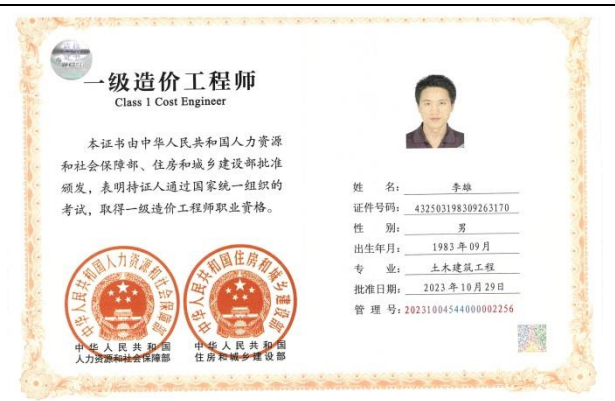 一级造价工程师
Class 1 Cost Engineer
本证书由中华人民共和国人力资源
和社会保障部、住房和城乡建设部批准
颁发，表明持证人通过国家统一组织的
考试，取得一级造价工程师职业资格。
中华人民共和国人力资源和社会保障部
中华人民共和国住房和城乡建设部
中华人民共和国
人力资源和社会保障部
中华人民共和国
住房和城乡建设部
姓 名： 李雄
证件号码： 432503198309263170
性 别： 男
出生年月： 1983年09月
专 业： 土木建筑工程
批准日期： 2023年10月29日
管 理 号：20231004544000002256